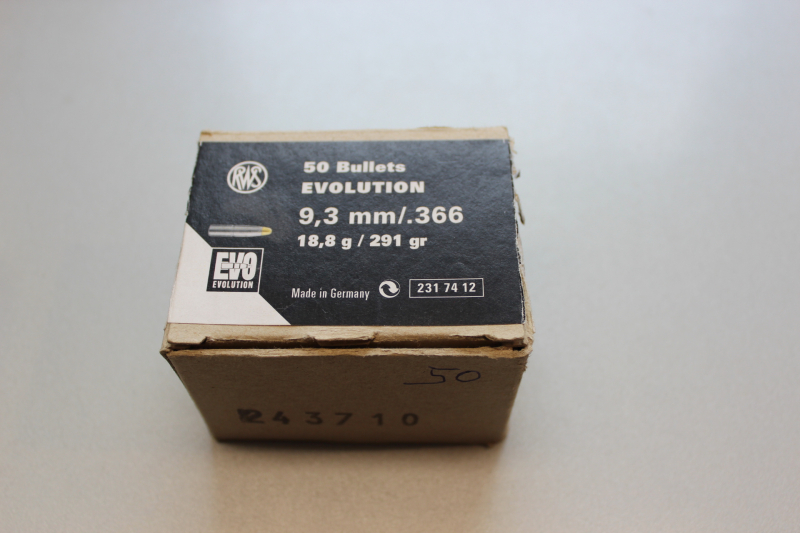 RWS
50 Bullets
EVOLUTION
9,3 mm/.366
18,8 g / 291 gr
EVO
EVOLUTION
Made in Germany
231 74 12
50
243710